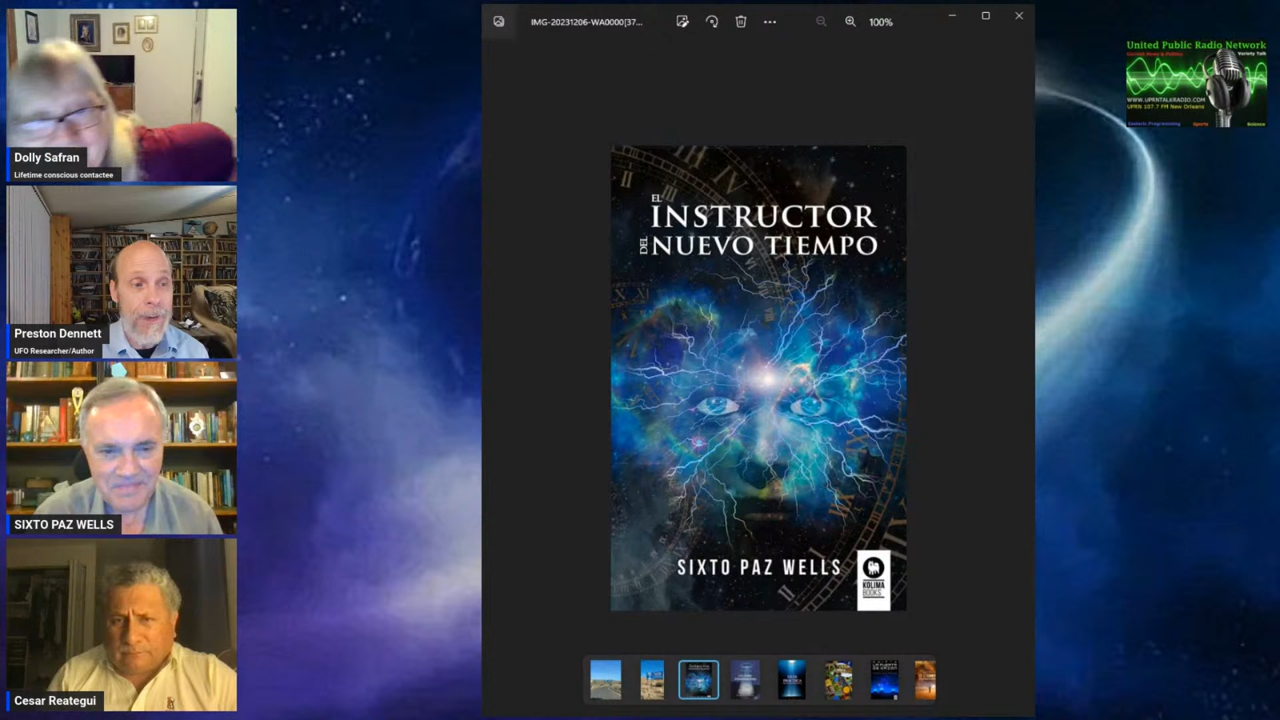 Dolly Safran
Lifetime conscious contactee
Preston Dennett
UFO Researcher/Author
SIXTO PAZ WELLS
Cesar Reategui
IMG-20231206-WA0000[37...
100%
EL
INSTRUCTOR
DEL
NUEVO TIEMPO
SIXTO PAZ WELLS
KOLIMA
BOOKS
United Public Radio Network
Variety Talk
WWW.UPRNTALKRADIO.COM
UPRN 107.7 FM New Orleans
Sports
Science